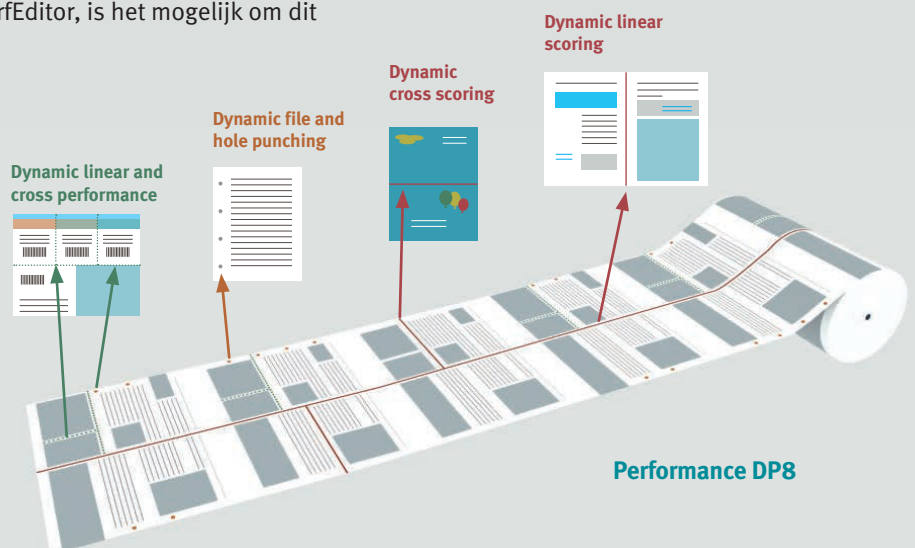 rfEditor, is het mogelijk om dit
Dynamic linear
scoring
Dynamic
cross scoring
Dynamic file and
hole punching
Dynamic linear and
cross performance
Performance DP8